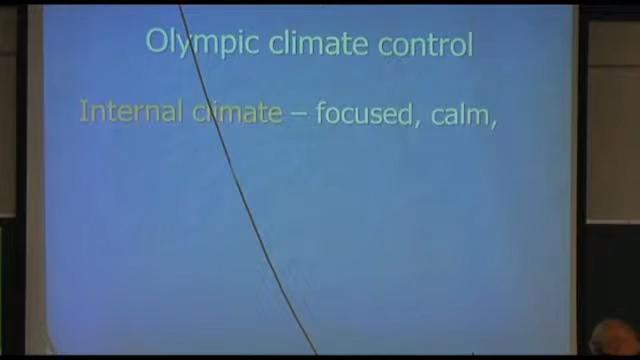 Olympic climate control
Internal climate – focused, calm,